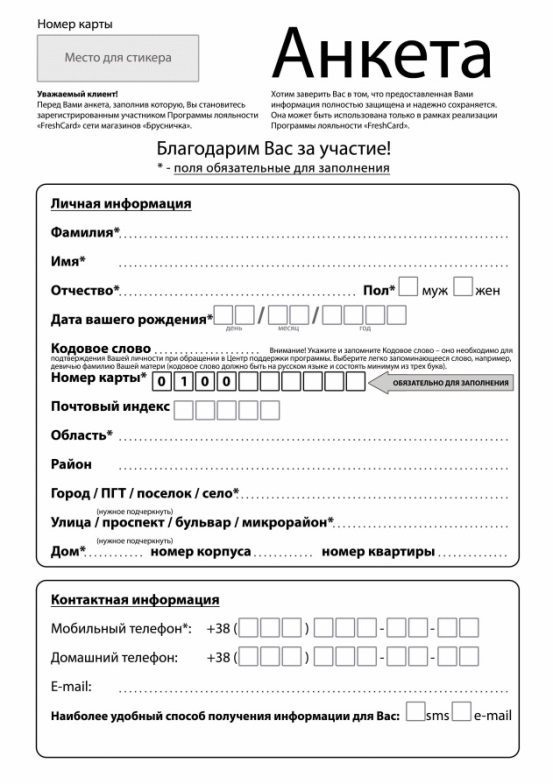 Номер карты
Место для стикера
Анкета
Уважаемый клиент!
Перед Вами анкета, заполнив которую, Вы становитесь
зарегистрированным участником Программы лояльности
«FreshCard» сети магазинов «Брусничка».
Хотим заверить Вас в том, что предоставленная Вами
информация полностью защищена и надежно сохраняется.
Она может быть использована только в рамках реализации
Программы лояльности «FreshCard».
Благодарим Вас за участие!
* - поля обязательные для заполнения
Личная информация
Фамилия*
Имя*
Отчество* Пол* муж жен
Дата вашего рождения* / /
день месяц год
Кодовое слово Внимание! Укажите и запомните Кодовое слово – оно необходимо для
подтверждения Вашей личности при обращении в Центр поддержки программы. Выберите легко запоминающееся слово, например,
девичью фамилию Вашей матери (кодовое слово должно быть на русском языке и состоять минимум из трех букв).
Номер карты* 0 1 0 0 ОБЯЗАТЕЛЬНО ДЛЯ ЗАПОЛНЕНИЯ
Почтовый индекс
Область*
Район
Город / ПГТ / поселок / село*
(нужное подчеркнуть)
Улица / проспект / бульвар / микрорайон*
(нужное подчеркнуть)
Дом* номер корпуса номер квартиры
Контактная информация
Мобильный телефон*: +38 ( ) - -
Домашний телефон: +38 ( ) - -
E-mail:
Наиболее удобный способ получения информации для Вас: sms e-mail